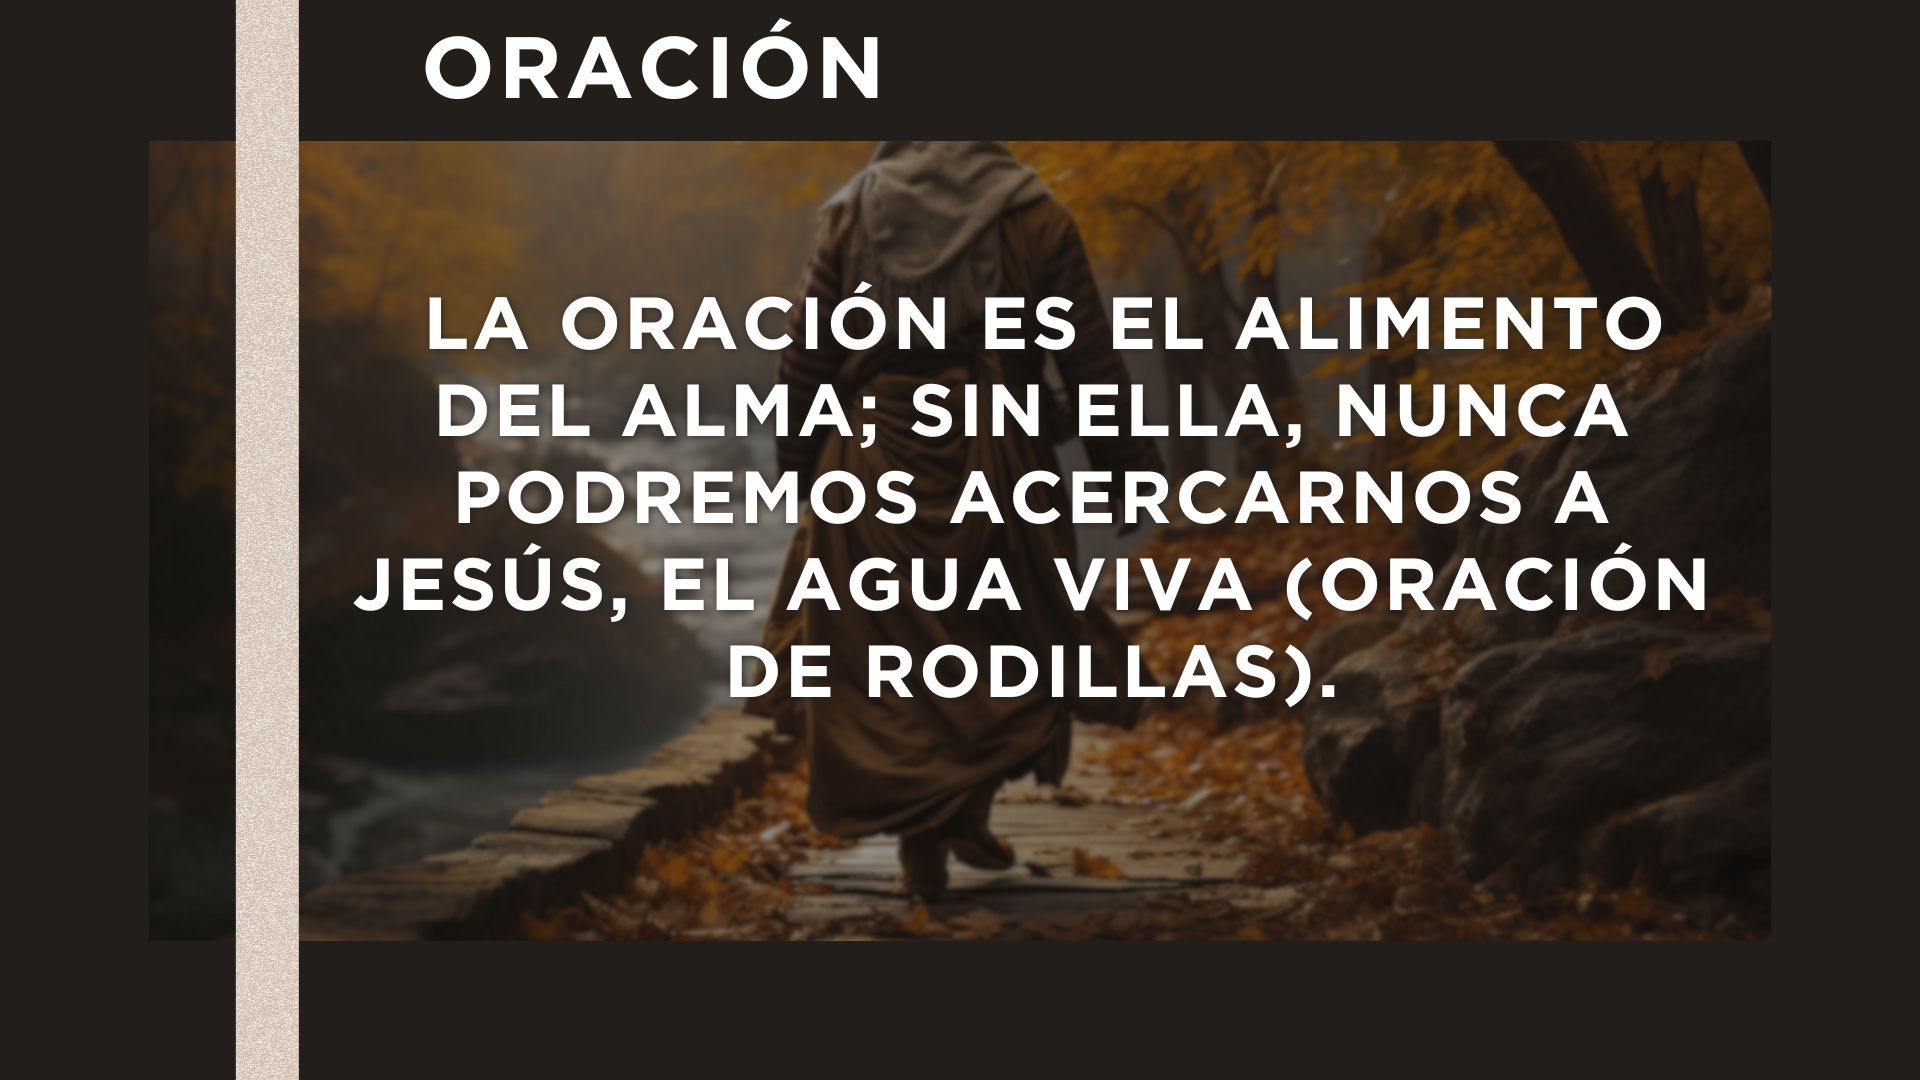 ORACIÓN
LA ORACIÓN ES EL ALIMENTO
DEL ALMA; SIN ELLA, NUNCA
PODREMOS ACERCARNOS A
JESÚS, EL AGUA VIVA (ORACIÓN
DE RODILLAS).